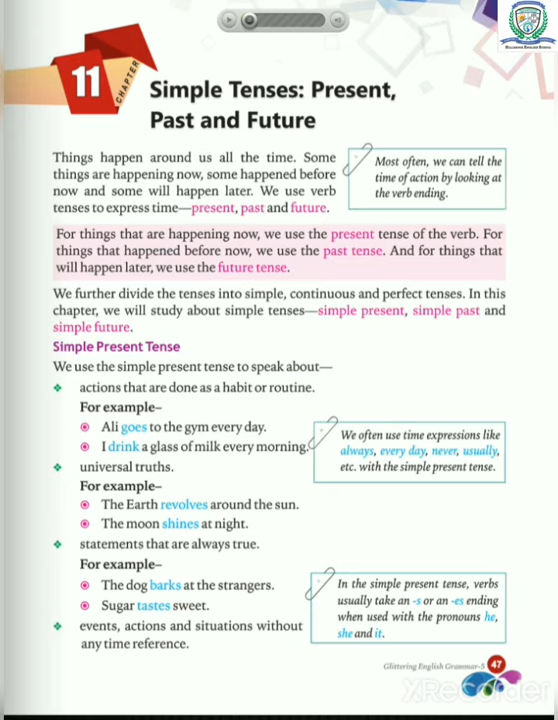 11
CHAPTER
Simple Tenses: Present,
Past and Future
Things happen around us all the time. Some
things are happening now, some happened before
now and some will happen later. We use verb
tenses to express time—present, past and future.
Most often, we can tell the
time of action by looking at
the verb ending.
For things that are happening now, we use the present tense of the verb. For
things that happened before now, we use the past tense. And for things that
will happen later, we use the future tense.
We further divide the tenses into simple, continuous and perfect tenses. In this
chapter, we will study about simple tenses—simple present, simple past and
simple future.
Simple Present Tense
We use the simple present tense to speak about—
❖ actions that are done as a habit or routine.
For example–
◉ Ali goes to the gym every day.
◉ I drink a glass of milk every morning.
We often use time expressions like
always, every day, never, usually,
etc. with the simple present tense.
❖ universal truths.
For example–
◉ The Earth revolves around the sun.
◉ The moon shines at night.
❖ statements that are always true.
For example–
◉ The dog barks at the strangers.
◉ Sugar tastes sweet.
In the simple present tense, verbs
usually take an -s or an -es ending
when used with the pronouns he,
she and it.
❖ events, actions and situations without
any time reference.
Glittering English Grammar-5 47
XRecorder